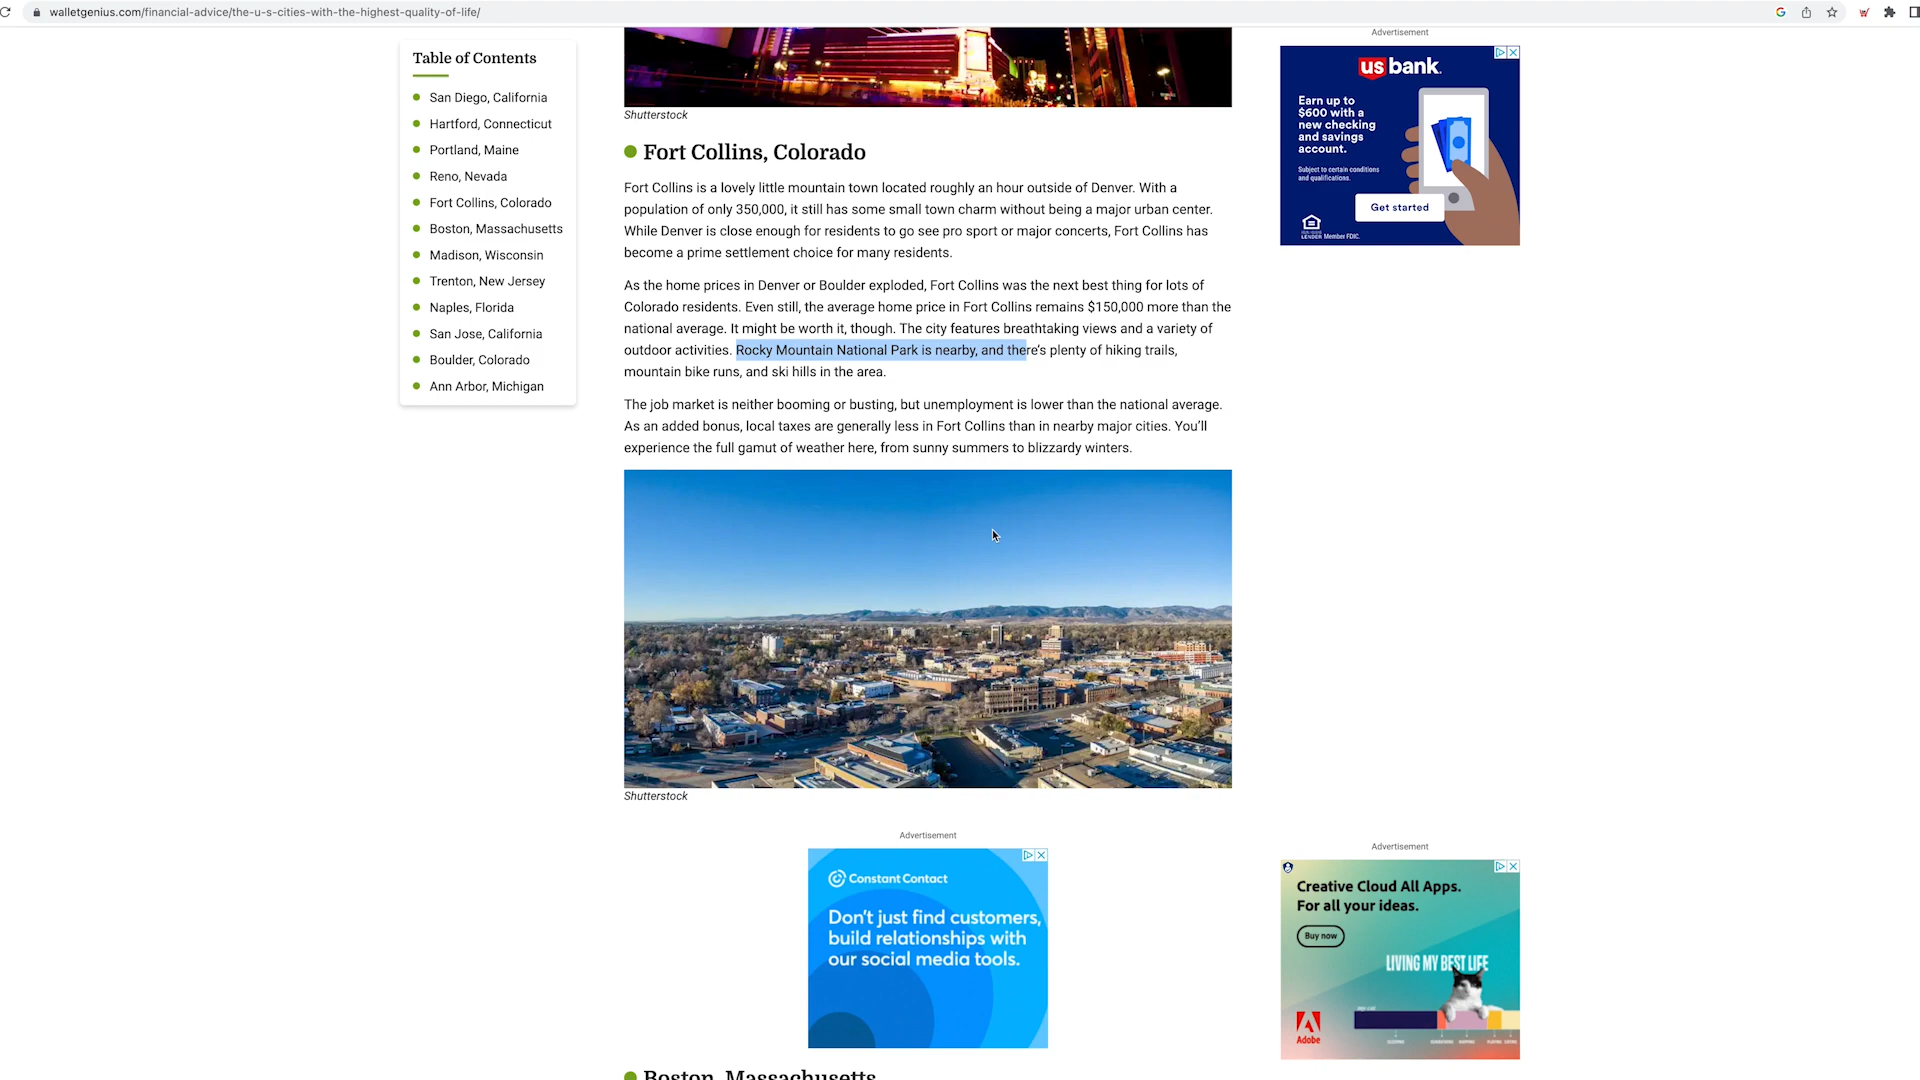 walletgenius.com/financial-advice/the-u-s-cities-with-the-highest-quality-of-life/
Table of Contents
San Diego, California
Hartford, Connecticut
Portland, Maine
Reno, Nevada
Fort Collins, Colorado
Boston, Massachusetts
Madison, Wisconsin
Trenton, New Jersey
Naples, Florida
San Jose, California
Boulder, Colorado
Ann Arbor, Michigan
Shutterstock
Fort Collins, Colorado
Fort Collins is a lovely little mountain town located roughly an hour outside of Denver. With a
population of only 350,000, it still has some small town charm without being a major urban center.
While Denver is close enough for residents to go see pro sport or major concerts, Fort Collins has
become a prime settlement choice for many residents.
As the home prices in Denver or Boulder exploded, Fort Collins was the next best thing for lots of
Colorado residents. Even still, the average home price in Fort Collins remains $150,000 more than the
national average. It might be worth it, though. The city features breathtaking views and a variety of
outdoor activities. Rocky Mountain National Park is nearby, and there's plenty of hiking trails,
mountain bike runs, and ski hills in the area.
The job market is neither booming or busting, but unemployment is lower than the national average.
As an added bonus, local taxes are generally less in Fort Collins than in nearby major cities. You'll
experience the full gamut of weather here, from sunny summers to blizzardy winters.
Shutterstock
Advertisement
Constant Contact
Don't just find customers,
build relationships with
our social media tools.
Boston, Massachusetts
Advertisement
us bank.
Earn up to
$600 with a
new checking
and savings
account.
Subject to certain conditions
and qualifications.
Get started
LENDER Member FDIC.
Advertisement
Creative Cloud All Apps.
For all your ideas.
Buy now
LIVING MY BEST LIFE
Adobe